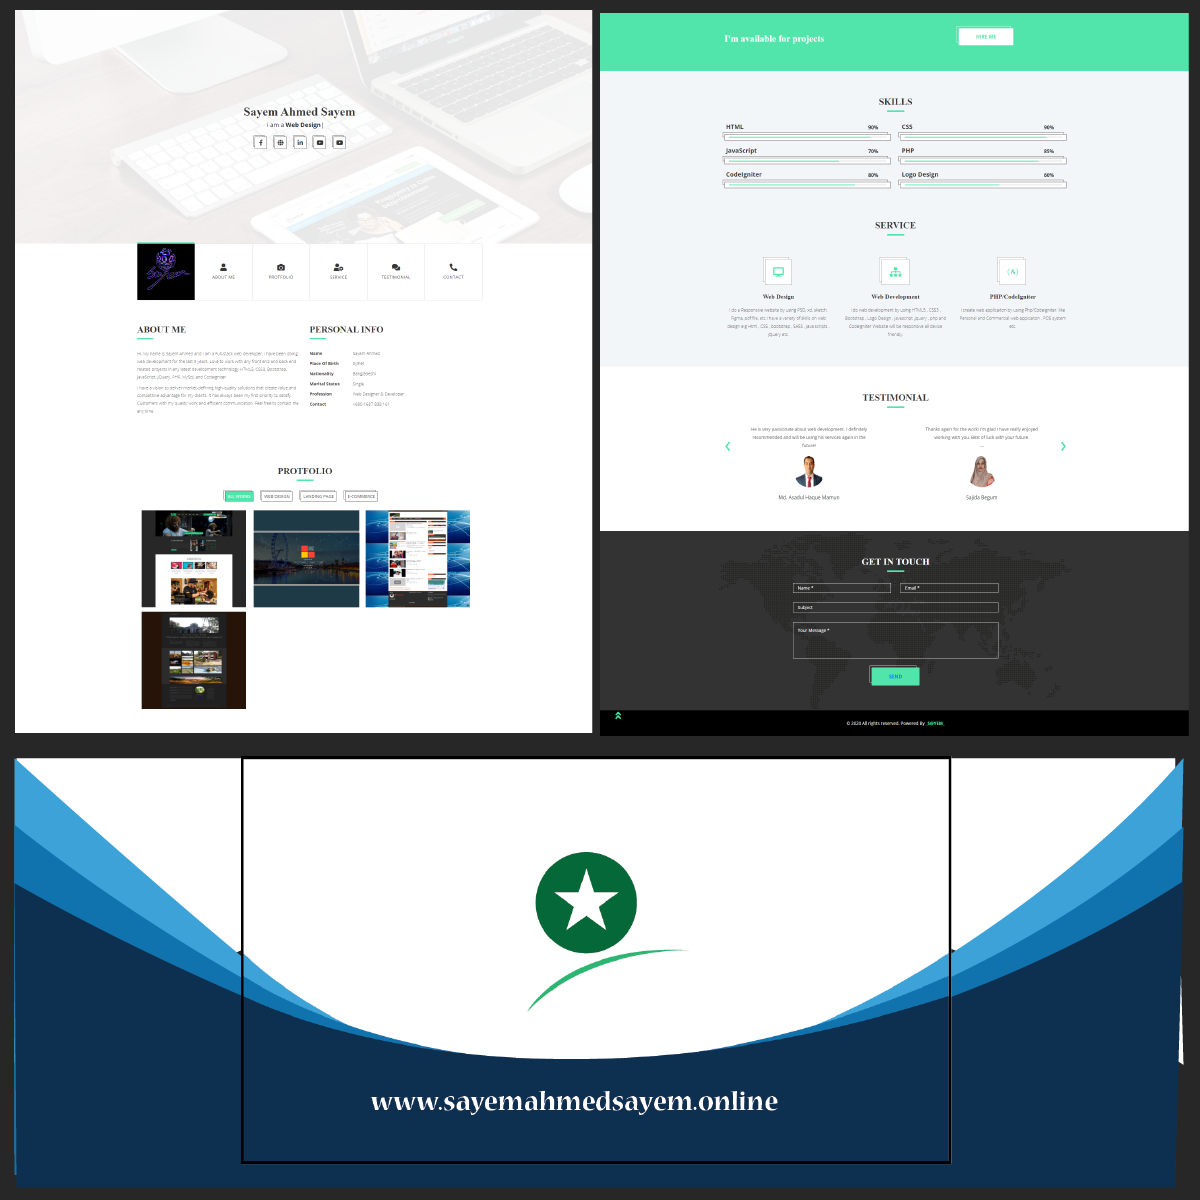 Sayem Ahmed Sayem
i am a Web Design|
ABOUT ME
PROTFOLIO
SERVICE
TESTIMONIAL
CONTACT
ABOUT ME
Hi, My name is Sayem Ahmed and I am a Full-Stack web developer. I have been doing
web development for the last 8 years. Love to work with any front end and back end
related projects in any latest development technology HTML5, CSS3, Bootstrap,
JavaScript, jQuery, PHP, MySql and CodeIgniter.
I have a vision to deliver market-defining high-quality solutions that create value and
competitive advantage for my clients. It has always been my first priority to satisfy
Customers with my quality work and efficient communication. Feel free to contact me
any time.
PERSONAL INFO
Name Sayem Ahmed
Place Of Birth Sylhet
Nationality Bangladeshi
Marital Status Single
Profession Web Designer & Developer
Contact
PROTFOLIO
ALL WORKS WEB DESIGN LANDING PAGE E-COMMERCE
I'm available for projects
HIRE ME
SKILLS
HTML 90%
CSS 90%
JavaScript 70%
PHP 85%
CodeIgniter 80%
Logo Design 60%
SERVICE
Web Design
I do a Responsive website by using PSD, xd, sketch,
Figma, pdf file, etc I have a variety of skills on web
design e.g Html , CSS , bootstrap , SASS , java scripts ,
jquery etc.
Web Development
I do web development by using HTML5 , CSS3 ,
Bootstrap , Logo Design , javascript, jquery , php and
CodeIgniter Website will be responsive all device
friendly.
PHP/CodeIgniter
I create web application by using Php/CodeIgniter like
Personal and Commercial web application , POS system
etc.
TESTIMONIAL
He is very passionate about web development, I definitely
recommended and will be using his services again in the
future!
Md. Asadul Haque Mamun
Thanks again for the world I'm glad I have really enjoyed
working with you.Best of luck with your future.
...
Sajida Begum
GET IN TOUCH
Name *
Email *
Subject
Your Message *
SEND
© 2020 All rights reserved. Powered By SAYEM
www.sayemahmedsayem.online